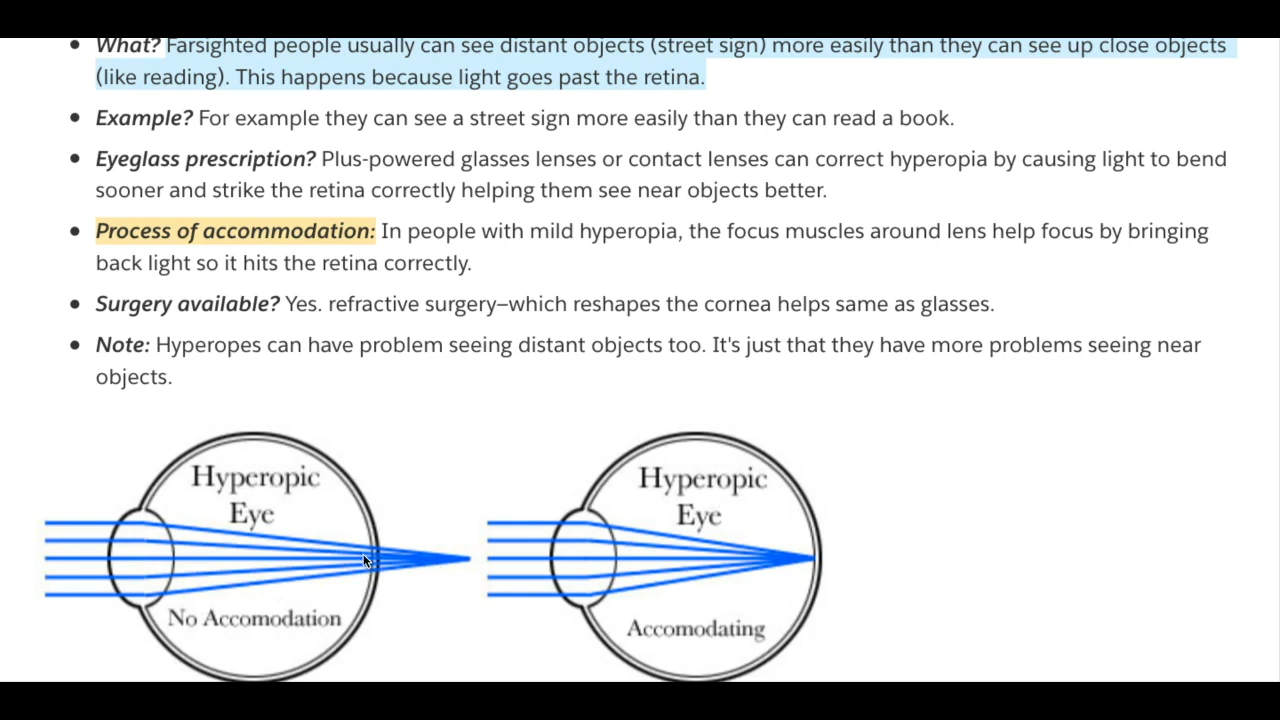 What? Farsighted people usually can see distant objects (street sign) more easily than they can see up close objects
(like reading). This happens because light goes past the retina.
Example? For example they can see a street sign more easily than they can read a book.
Eyeglass prescription? Plus-powered glasses lenses or contact lenses can correct hyperopia by causing light to bend
sooner and strike the retina correctly helping them see near objects better.
Process of accommodation: In people with mild hyperopia, the focus muscles around lens help focus by bringing
back light so it hits the retina correctly.
Surgery available? Yes. refractive surgery—which reshapes the cornea helps same as glasses.
Note: Hyperopes can have problem seeing distant objects too. It's just that they have more problems seeing near
objects.
Hyperopic
Eye
No Accomodation
Hyperopic
Eye
Accomodating